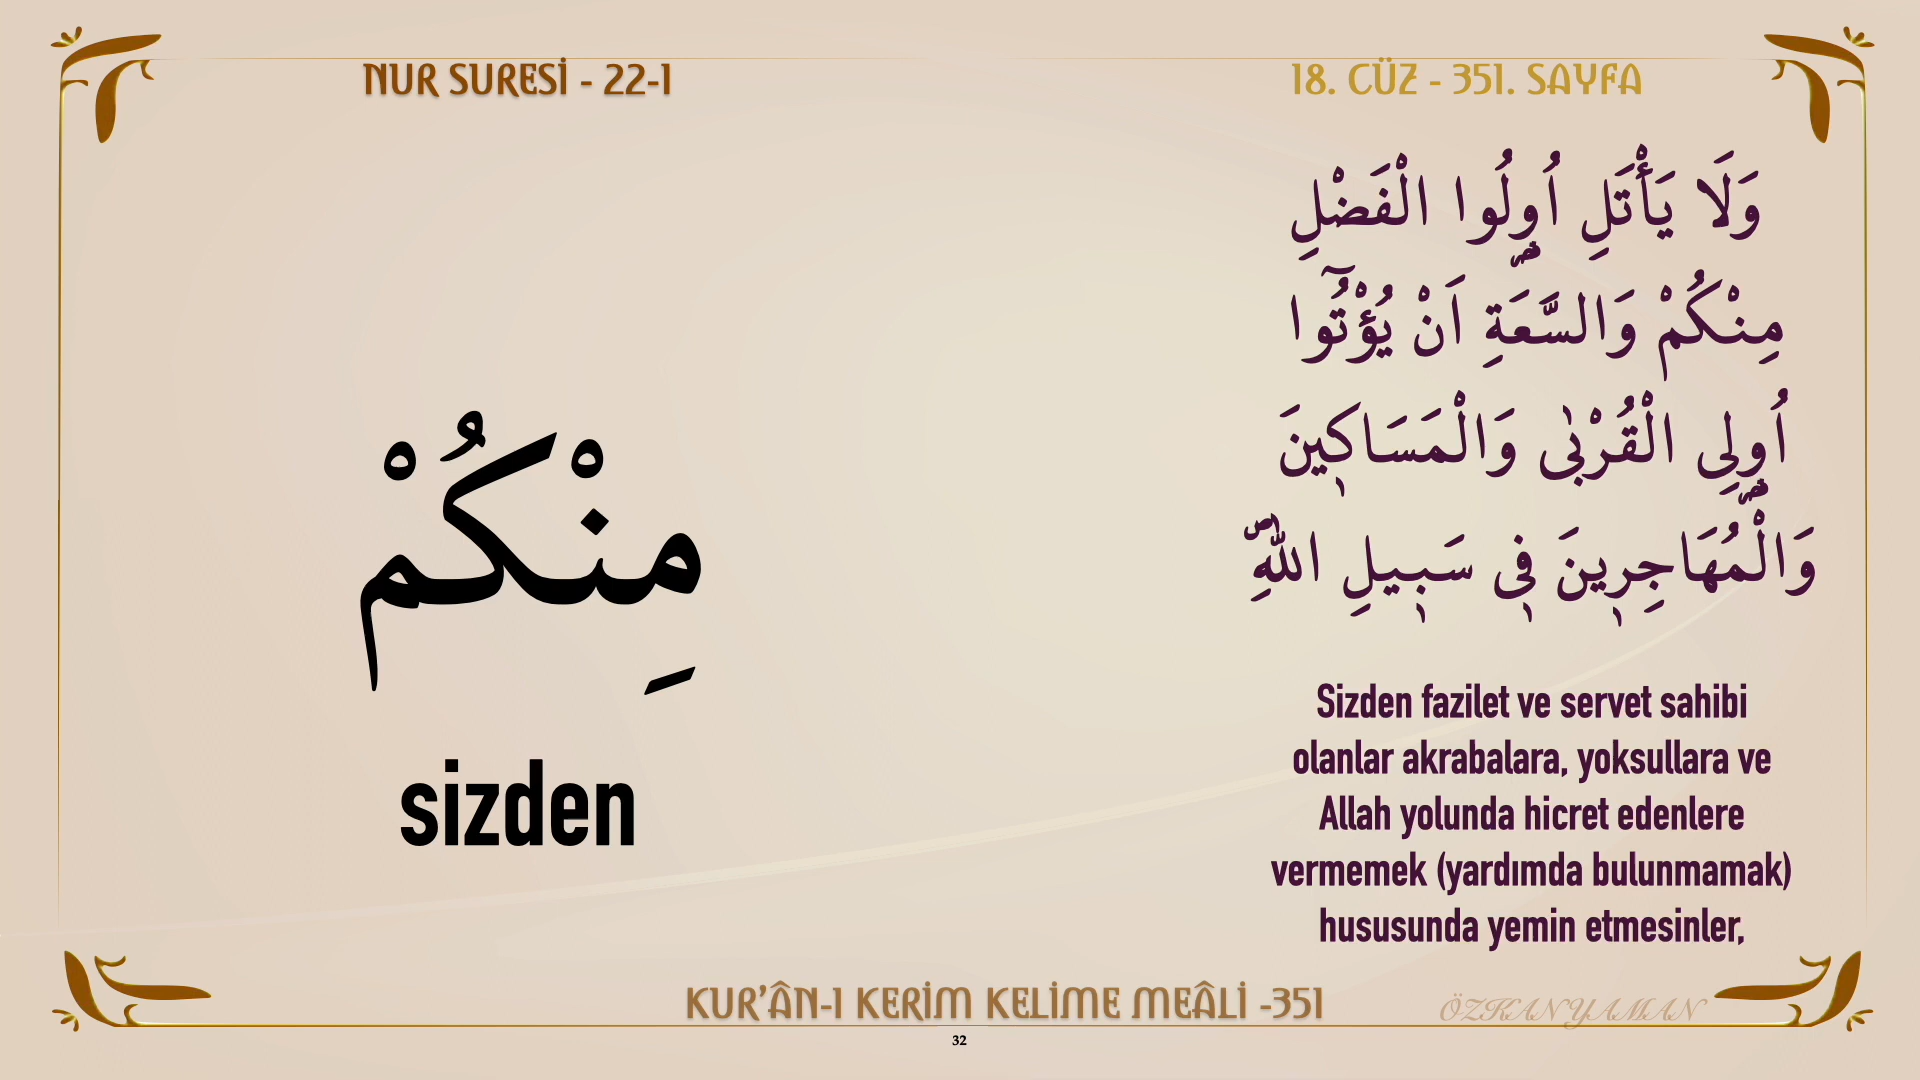 NUR SURESİ - 22-1
18. CÜZ - 351. SAYFA
وَلَا يَأْتَلِ اُو۬لُوا الْفَضْلِ
مِنْكُمْ وَالسَّعَةِ اَنْ يُؤْتُٓوا
اُو۬لِي الْقُرْبٰى وَالْمَسَاك۪ينَ
وَالْمُهَاجِر۪ينَ ف۪ي سَب۪يلِ اللّٰهِۖ
مِنْكُمْ
sizden
Sizden fazilet ve servet sahibi
olanlar akrabalara, yoksullara ve
Allah yolunda hicret edenlere
vermemek (yardımda bulunmamak)
hususunda yemin etmesinler,
KUR’ÂN-I KERİM KELİME MEÂLİ -351
ÖZKAN YAMAN
32